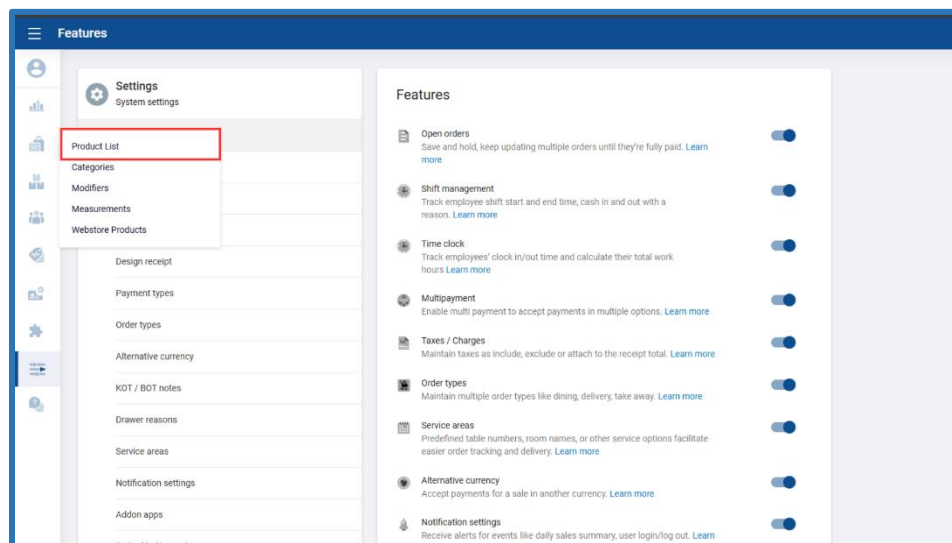 Features
Settings
System settings
Product List
Categories
Modifiers
Measurements
Webstore Products
Design receipt
Payment types
Order types
Alternative currency
KOT / BOT notes
Drawer reasons
Service areas
Notification settings
Addon apps
Features
Open orders
Save and hold, keep updating multiple orders until they're fully paid. Learn
more
Shift management
Track employee shift start and end time, cash in and out with a
reason. Learn more
Time clock
Track employees' clock in/out time and calculate their total work
hours Learn more
Multipayment
Enable multi payment to accept payments in multiple options. Learn more
Taxes / Charges
Maintain taxes as include, exclude or attach to the receipt total. Learn more
Order types
Maintain multiple order types like dining, delivery, take away. Learn more
Service areas
Predefined table numbers, room names, or other service options facilitate
easier order tracking and delivery. Learn more
Alternative currency
Accept payments for a sale in another currency. Learn more
Notification settings
Receive alerts for events like daily sales summary, user login/log out. Learn